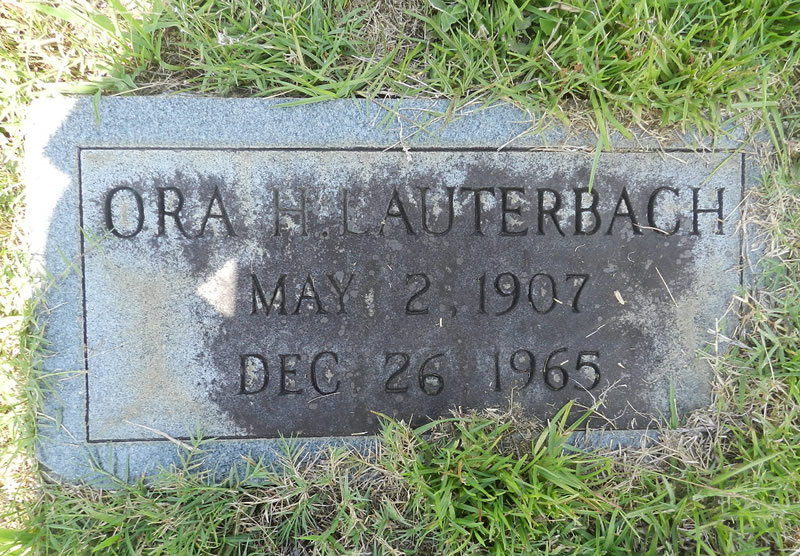 ORA H. LAUTERBACH
MAY 2, 1907
DEC 26 1965